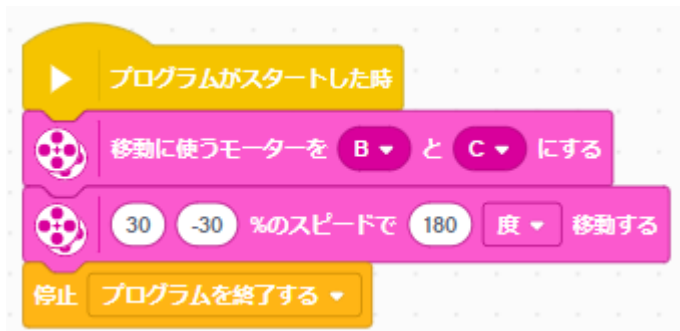 プログラムがスタートした時
移動に使うモーターを B と C にする
30 -30 %のスピードで 180 度 移動する
停止 プログラムを終了する